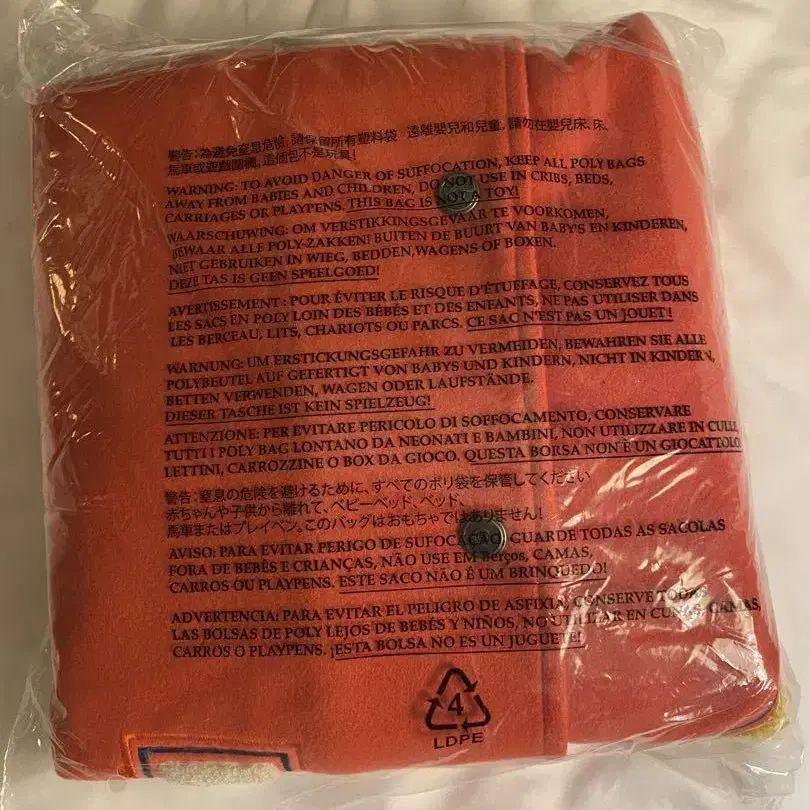 警告:為避免窒息危險,請保留所有塑料袋 遠離嬰兒和兒童,請勿在嬰兒床、床、
馬車或遊戲圍欄,這個包不是玩具!
WARNING: TO AVOID DANGER OF SUFFOCATION, KEEP ALL POLY BAGS
AWAY FROM BABIES AND CHILDREN, DO NOT USE IN CRIBS, BEDS,
CARRIAGES OR PLAYPENS. THIS BAG IS NOT A TOY!
WAARSCHUWING: OM VERSTIKKINGSGEVAAR TE VOORKOMEN,
BEWAAR ALLE POLY-ZAKKEN! BUITEN DE BUURT VAN BABY'S EN KINDEREN,
NIET GEBRUIKEN IN WIEG, BEDDEN, WAGENS OF BOXEN.
DEZE TAS IS GEEN SPEELGOED!
AVERTISSEMENT : POUR ÉVITER LE RISQUE D'ÉTUFFAGE, CONSERVEZ TOUS
LES SACS EN POLY LOIN DES BÉBÉS ET DES ENFANTS, NE PAS UTILISER DANS
LES BERCEAU, LITS, CHARIOTS OU PARCS. CE SAC N'EST PAS UN JOUET !
WARNUNG: UM ERSTICKUNGSGEFAHR ZU VERMEIDEN, BEWAHREN SIE ALLE
POLYBEUTEL AUF GEFERTIGT VON BABYS UND KINDERN, NICHT IN KINDERN,
BETTEN VERWENDEN, WAGEN ODER LAUFSTÄNDE.
DIESER TASCHE IST KEIN SPIELZEUG!
ATTENZIONE: PER EVITARE PERICOLO DI SOFFOCAMENTO, CONSERVARE
TUTTI I POLY BAG LONTANO DA NEONATI E BAMBINI, NON UTILIZZARE IN CULLE,
LETTINI, CARROZZINE O BOX DA GIOCO. QUESTA BORSA NON È UN GIOCATTOLO
警告: 窒息の危険を避けるために、すべてのポリ袋を保管してください
赤ちゃんや子供から離れて、ベビーベッド、ベッド、
馬車またはプレイペン。このバッグはおもちゃではありません!
AVISO: PARA EVITAR PERIGO DE SUFOCAÇÃO, GUARDE TODAS AS SACOLAS
FORA DE BEBÊS E CRIANÇAS, NÃO USE EM Berços, CAMAS,
CARROS OU PLAYPENS. ESTE SACO NÃO É UM BRINQUEDO!
ADVERTENCIA: PARA EVITAR EL PELIGRO DE ASFIXIA, CONSERVE TODAS
LAS BOLSAS DE POLY LEJOS DE BEBÉS Y NIÑOS, NO UTILIZAR EN CUNAS, CAMAS,
CARROS O PLAYPENS. ¡ESTA BOLSA NO ES UN JUGUETE!
4
LDPE